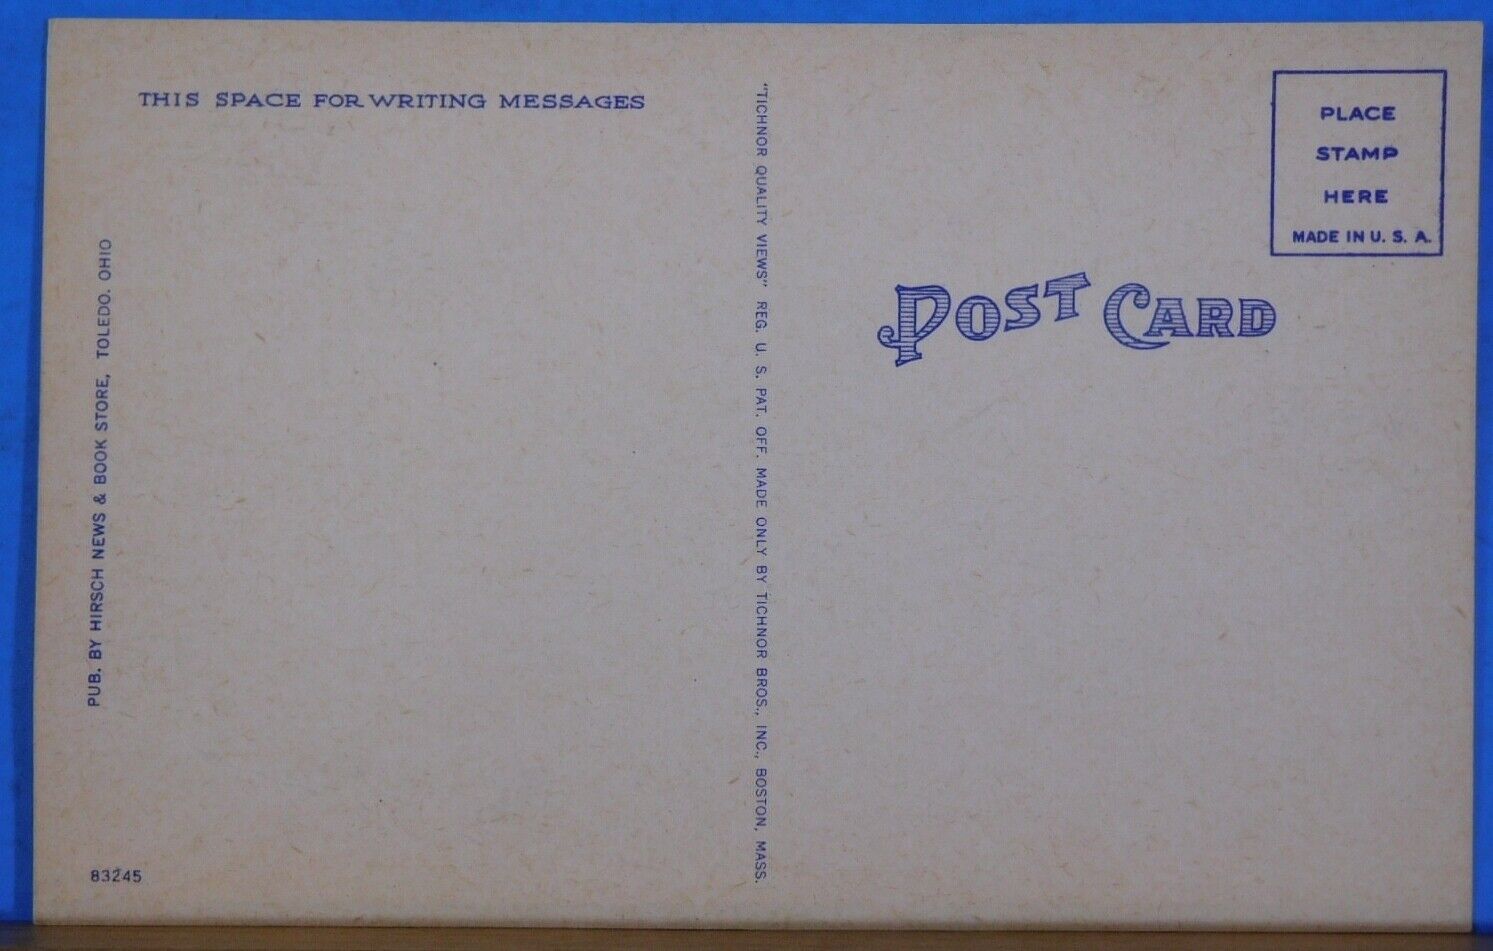 THIS SPACE FOR WRITING MESSAGES
PUB. BY HIRSCH NEWS & BOOK STORE, TOLEDO. OHIO
83245
"TICHNOR QUALITY VIEWS" REG. U. S. PAT. OFF. MADE ONLY BY TICHNOR BROS., INC., BOSTON, MASS.
POST CARD
PLACE
STAMP
HERE
MADE IN U. S. A.